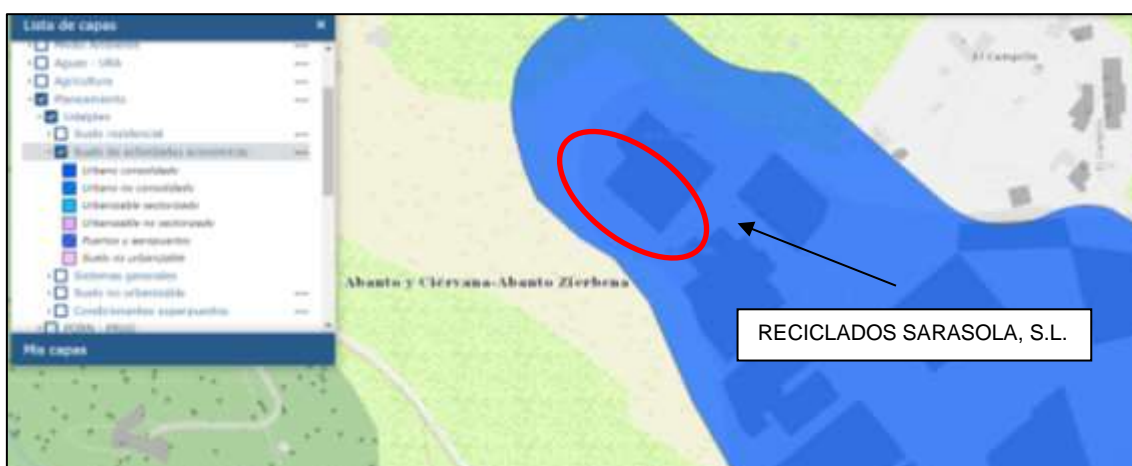 Lista de capas
Medio Ambiente
Aguas - URA
Agricultura
Planeamiento
Udalplan
Suelo residencial
Suelo de actividades económicas
Urbano consolidado
Urbano no consolidado
Urbanizable sectorizado
Urbanizable no sectorizado
Puertos y aeropuertos
Suelo no urbanizable
Sistemas generales
Suelo no urbanizable
Condicionantes superpuestos
Mis capas
El Campillo
Abanto y Ciérvana-Abanto Zierbena
RECICLADOS SARASOLA, S.L.